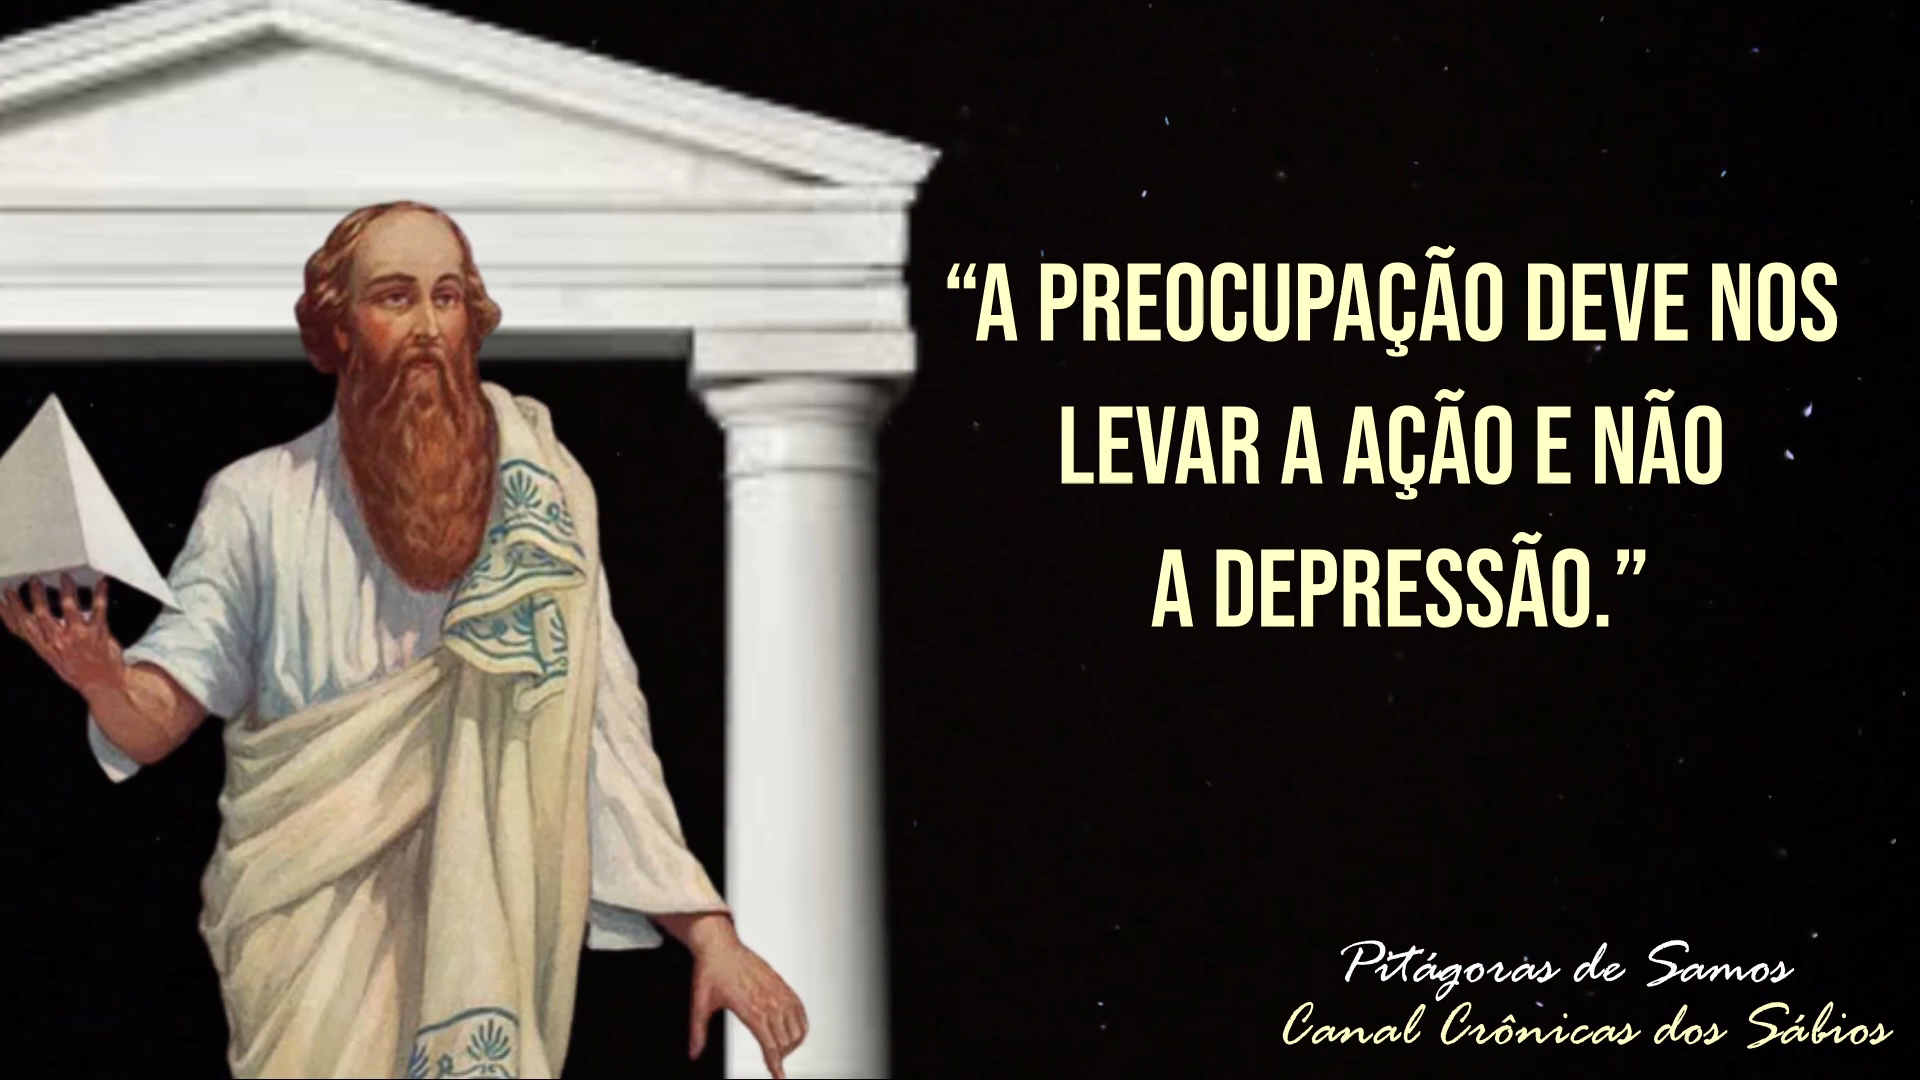 “A PREOCUPAÇÃO DEVE NOS
LEVAR A AÇÃO E NÃO
A DEPRESSÃO.”
Pitágoras de Samos
Canal Crônicas dos Sábios